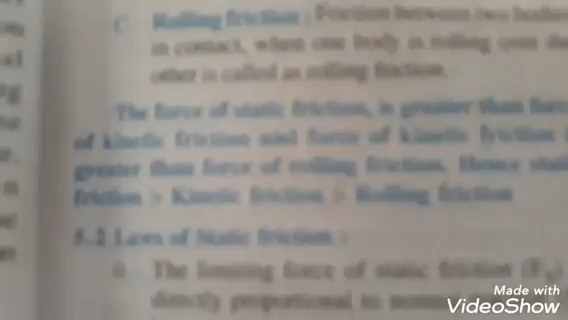 C Rolling friction : Friction between two bodies
in contact, when one body is rolling over the
other is called as rolling friction.
The force of static friction, is greater than force
of kinetic friction and force of kinetic friction
greater than force of rolling friction. Hence static
friction > Kinetic friction > Rolling friction
5.2 Laws of Static friction :
i) The limiting force of static friction (F
directly proportional to normal
Made with
VideoShow